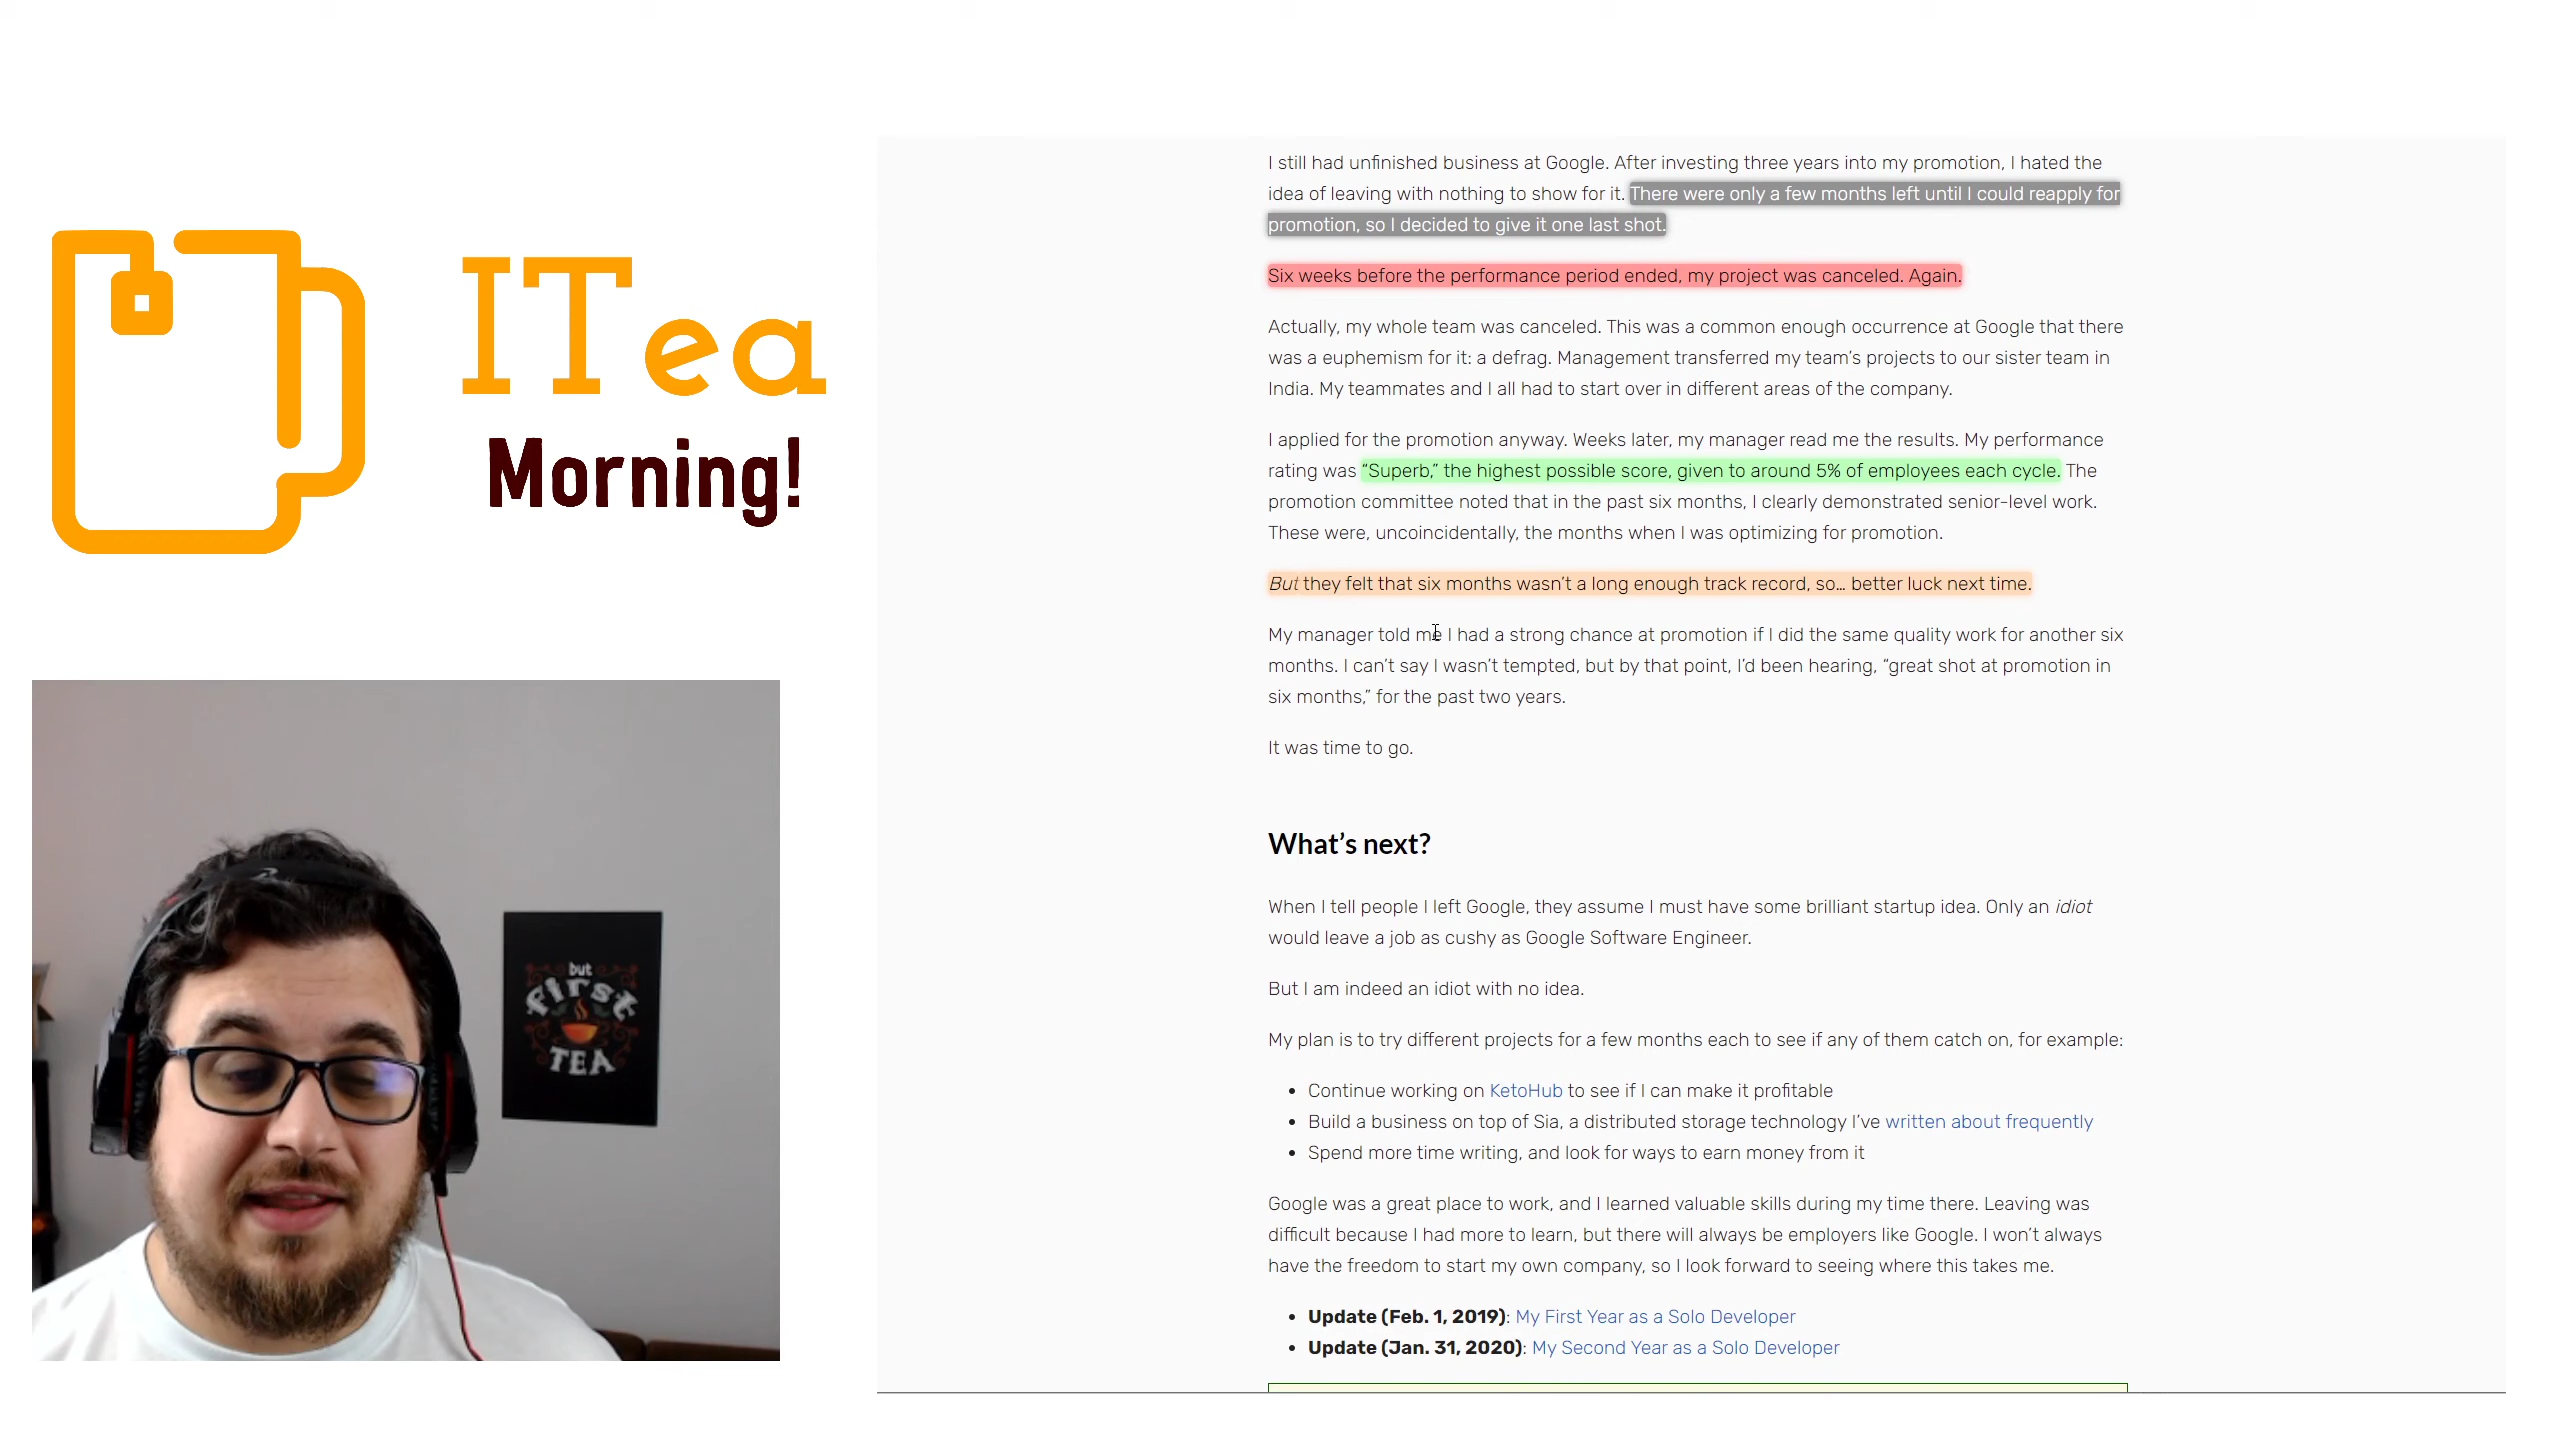 ITea
Morning!
but
first
TEA
I still had unfinished business at Google. After investing three years into my promotion, I hated the
idea of leaving with nothing to show for it. There were only a few months left until I could reapply for
promotion, so I decided to give it one last shot.
Six weeks before the performance period ended, my project was canceled. Again.
Actually, my whole team was canceled. This was a common enough occurrence at Google that there
was a euphemism for it: a defrag. Management transferred my team’s projects to our sister team in
India. My teammates and I all had to start over in different areas of the company.
I applied for the promotion anyway. Weeks later, my manager read me the results. My performance
rating was “Superb,” the highest possible score, given to around 5% of employees each cycle. The
promotion committee noted that in the past six months, I clearly demonstrated senior-level work.
These were, uncoincidentally, the months when I was optimizing for promotion.
But they felt that six months wasn’t a long enough track record, so… better luck next time.
My manager told me I had a strong chance at promotion if I did the same quality work for another six
months. I can’t say I wasn’t tempted, but by that point, I’d been hearing, “great shot at promotion in
six months,” for the past two years.
It was time to go.
What’s next?
When I tell people I left Google, they assume I must have some brilliant startup idea. Only an idiot
would leave a job as cushy as Google Software Engineer.
But I am indeed an idiot with no idea.
My plan is to try different projects for a few months each to see if any of them catch on, for example:
• Continue working on KetoHub to see if I can make it profitable
• Build a business on top of Sia, a distributed storage technology I’ve written about frequently
• Spend more time writing, and look for ways to earn money from it
Google was a great place to work, and I learned valuable skills during my time there. Leaving was
difficult because I had more to learn, but there will always be employers like Google. I won’t always
have the freedom to start my own company, so I look forward to seeing where this takes me.
• Update (Feb. 1, 2019): My First Year as a Solo Developer
• Update (Jan. 31, 2020): My Second Year as a Solo Developer